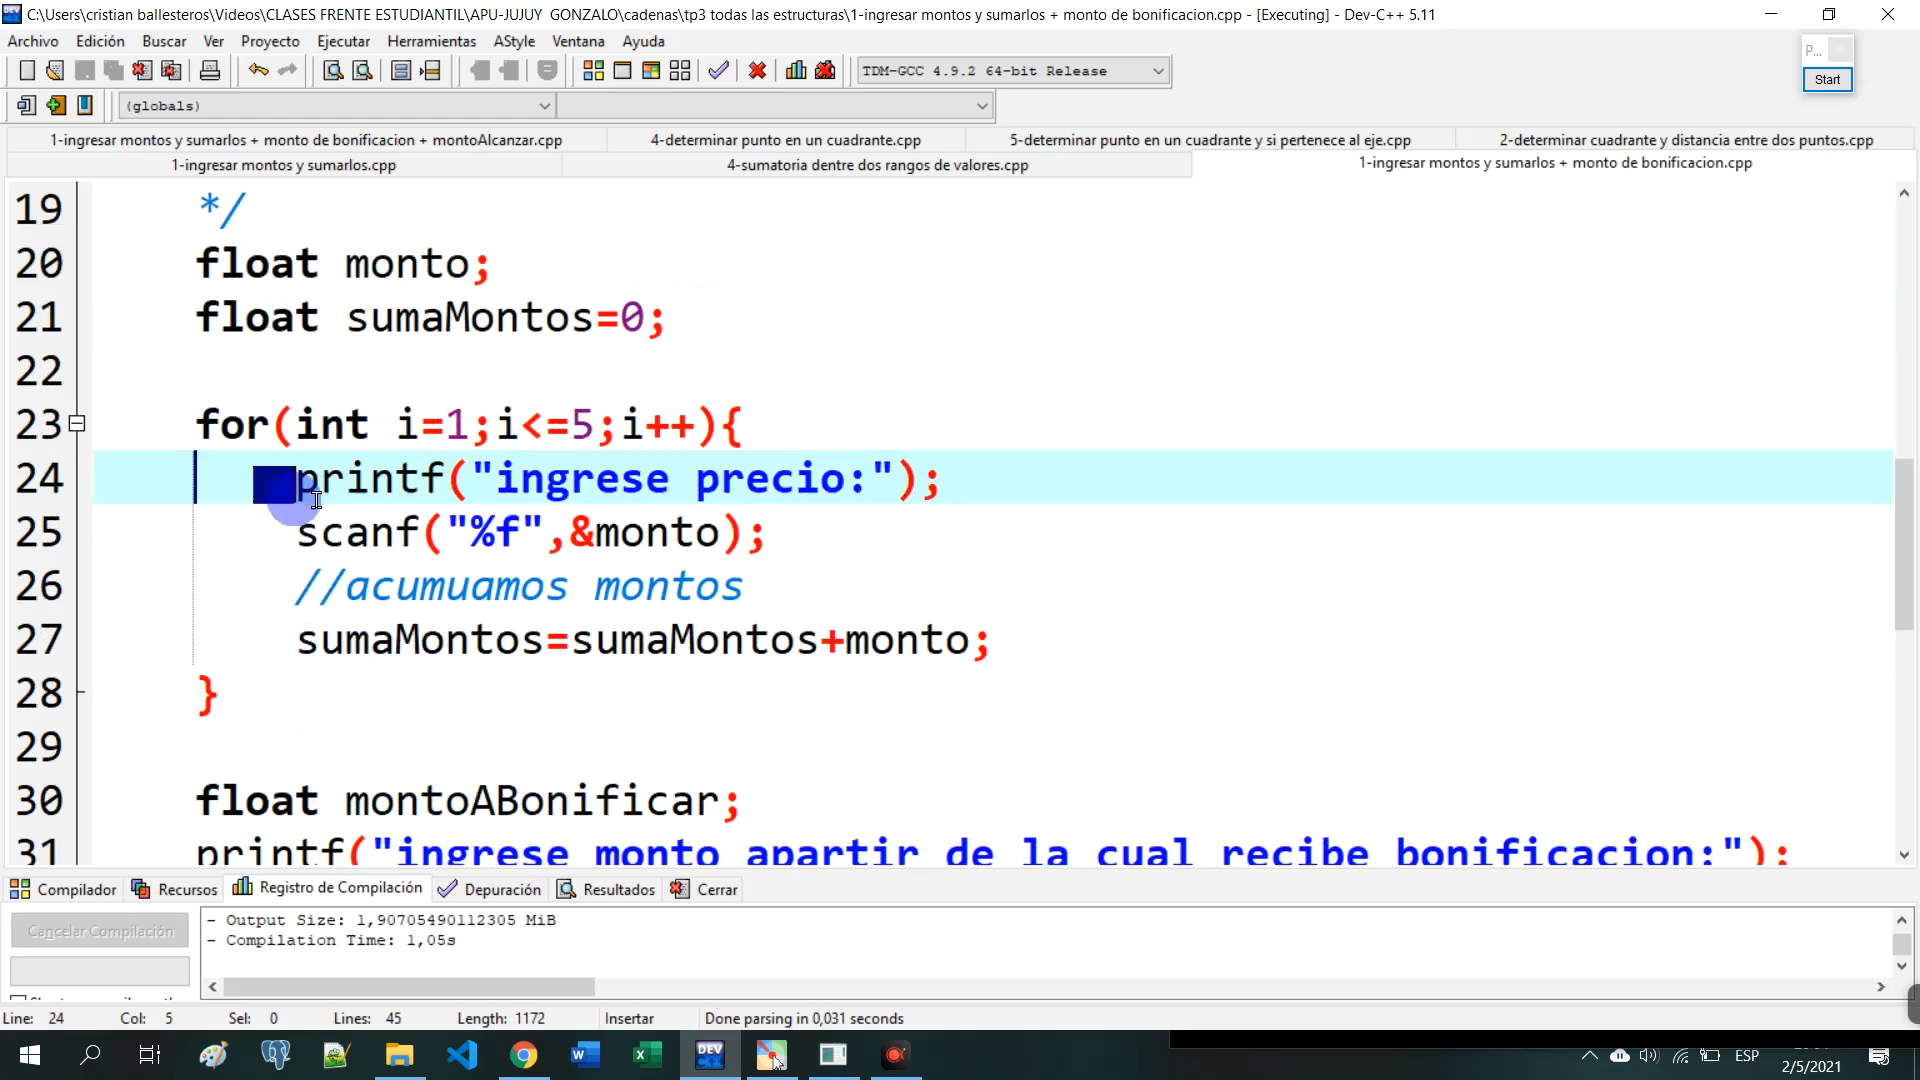 C:\Users\cristian ballesteros\Videos\CLASES FRENTE ESTUDIANTIL\APU-JUJUY  GONZALO\cadenas\tp3 todas las estructuras\1-ingresar montos y sumarlos + monto de bonificacion.cpp - [Executing] - Dev-C++ 5.11
Archivo Edición Buscar Ver Proyecto Ejecutar Herramientas AStyle Ventana Ayuda
P...
TDM-GCC 4.9.2 64-bit Release
Start
(globals)
1-ingresar montos y sumarlos + monto de bonificacion + montoAlcanzar.cpp 4-determinar punto en un cuadrante.cpp 5-determinar punto en un cuadrante y si pertenece al eje.cpp 2-determinar cuadrante y distancia entre dos puntos.cpp
1-ingresar montos y sumarlos.cpp 4-sumatoria dentre dos rangos de valores.cpp 1-ingresar montos y sumarlos + monto de bonificacion.cpp
19 */
20 float monto;
21 float sumaMontos=0;
22
23 for(int i=1;i<=5;i++){
24 printf("ingrese precio:");
25 scanf("%f",&monto);
26 //acumuamos montos
27 sumaMontos=sumaMontos+monto;
28 }
29
30 float montoABonificar;
31 printf("ingrese monto apartir de la cual recibe bonificacion:");
Compilador Recursos Registro de Compilación Depuración Resultados Cerrar
Cancelar Compilación
- Output Size: 1,90705490112305 MiB
- Compilation Time: 1,05s
Line: 24 Col: 5 Sel: 0 Lines: 45 Length: 1172 Insertar Done parsing in 0,031 seconds
DEV C++
ESP
2/5/2021